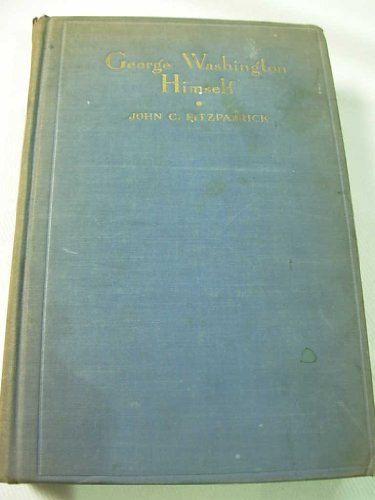 George Washington
Himself
JOHN C. FITZPATRICK